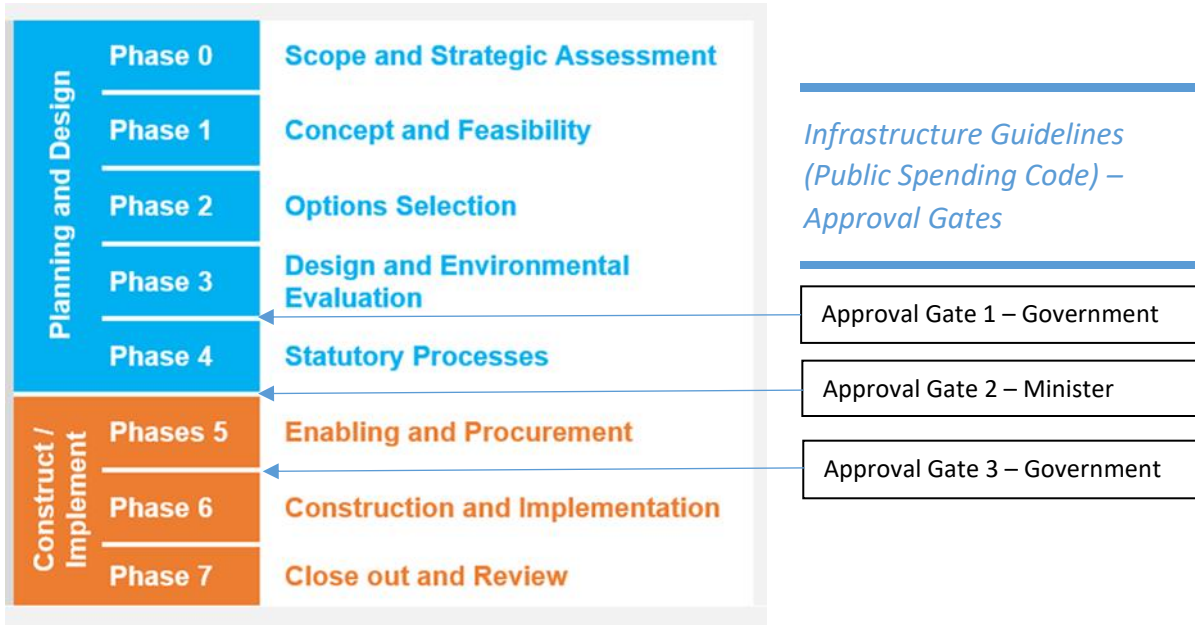 Planning and Design
Phase 0
Scope and Strategic Assessment
Phase 1
Concept and Feasibility
Phase 2
Options Selection
Phase 3
Design and Environmental
Evaluation
Phase 4
Statutory Processes
Construct /
Implement
Phases 5
Enabling and Procurement
Phase 6
Construction and Implementation
Phase 7
Close out and Review
Infrastructure Guidelines
(Public Spending Code) –
Approval Gates
Approval Gate 1 – Government
Approval Gate 2 – Minister
Approval Gate 3 – Government